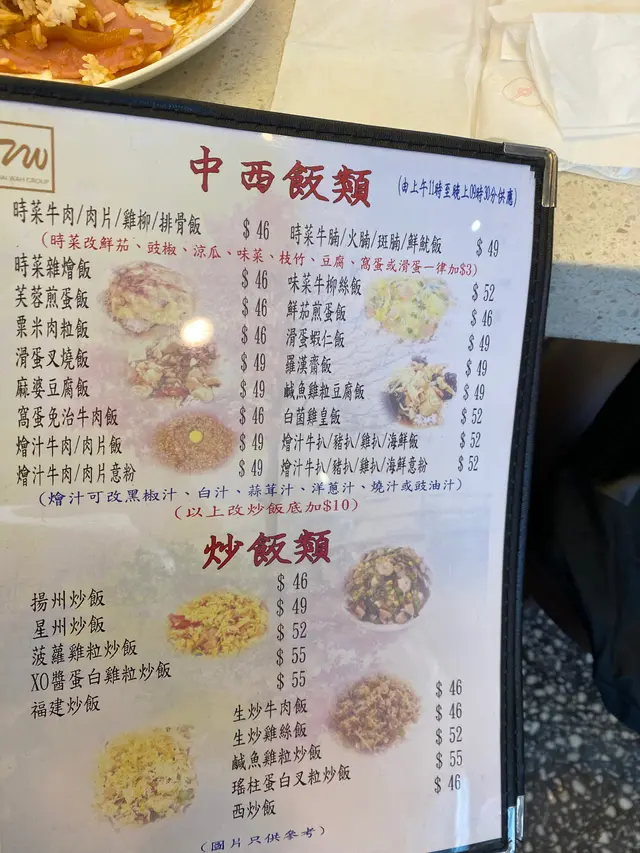 WAH GROUP
中西飯類 (由上午11時至晚上09時30分供應)
時菜牛肉/肉片/雞柳/排骨飯 $ 46
時菜牛腩/火腩/斑腩/鮮魷飯 $ 49
(時菜改鮮茄、豉椒、涼瓜、味菜、枝竹、豆腐、窩蛋或滑蛋一律加$3)
時菜雜燴飯 $ 46
芙蓉煎蛋飯 $ 46
粟米肉粒飯 $ 46
滑蛋叉燒飯 $ 49
麻婆豆腐飯 $ 49
窩蛋免治牛肉飯 $ 46
燴汁牛肉/肉片飯 $ 49
燴汁牛肉/肉片意粉 $ 49
味菜牛柳絲飯 $ 52
鮮茄煎蛋飯 $ 46
滑蛋蝦仁飯 $ 49
羅漢齋飯 $ 49
鹹魚雞粒豆腐飯 $ 49
白菌雞皇飯 $ 52
燴汁牛扒/豬扒/雞扒/海鮮飯 $ 52
燴汁牛扒/豬扒/雞扒/海鮮意粉 $ 52
(燴汁可改黑椒汁、白汁、蒜茸汁、洋蔥汁、燒汁或豉油汁)
(以上改炒飯底加$10)
炒飯類
揚州炒飯 $ 46
星州炒飯 $ 49
菠蘿雞粒炒飯 $ 52
XO醬蛋白雞粒炒飯 $ 55
福建炒飯 $ 55
生炒牛肉飯 $ 46
生炒雞絲飯 $ 46
鹹魚雞粒炒飯 $ 52
瑤柱蛋白叉粒炒飯 $ 55
西炒飯 $ 46
(圖片只供參考)